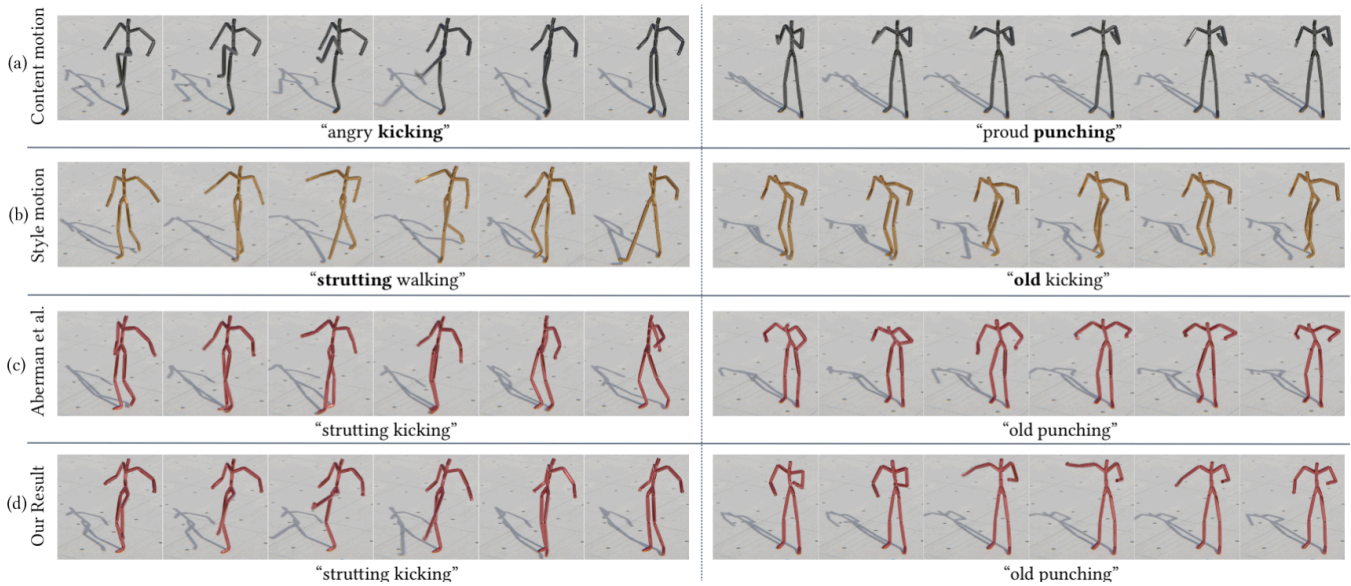 (a)
Content motion
“angry kicking”
“proud punching”
(b)
Style motion
“strutting walking”
“old kicking”
(c)
Aberman et al.
“strutting kicking”
“old punching”
(d)
Our Result
“strutting kicking”
“old punching”